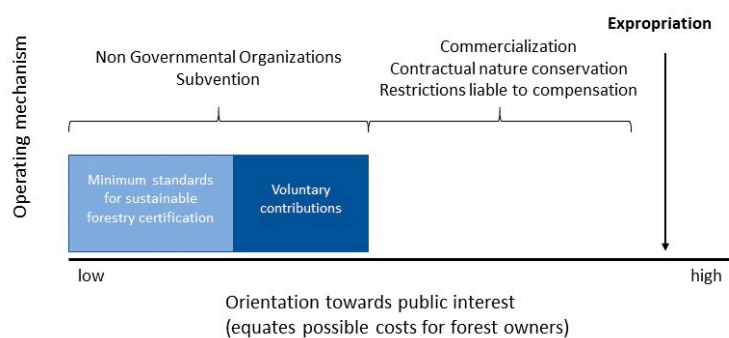 Expropriation
Commercialization
Contractual nature conservation
Restrictions liable to compensation
Non Governmental Organizations
Subvention
Operating mechanism
Minimum standards
for sustainable
forestry certification
Voluntary
contributions
low
high
Orientation towards public interest
(equates possible costs for forest owners)